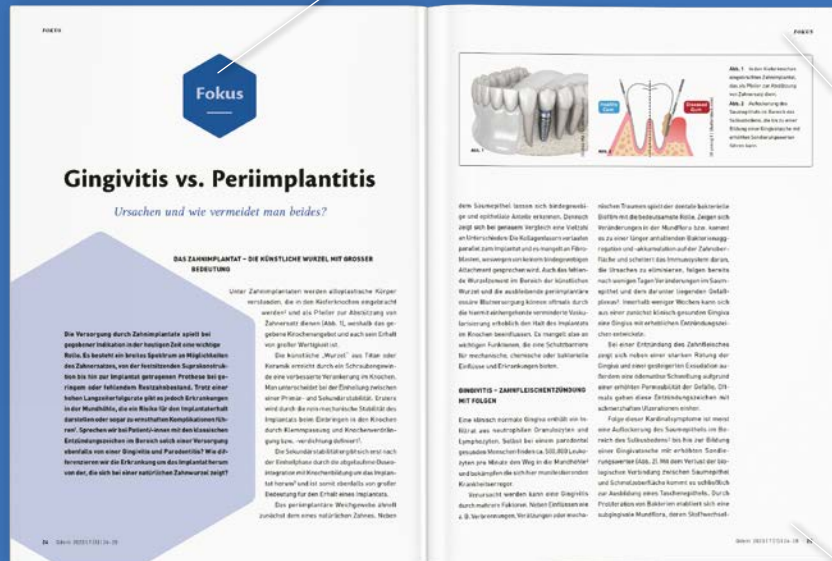 FOKUS
Fokus
Gingivitis vs. Periimplantitis
Ursachen und wie vermeidet man beides?
DAS ZAHNIMPLANTAT – DIE KÜNSTLICHE WURZEL MIT GROSSER
BEDEUTUNG
Die Versorgung durch Zahnimplantate spielt bei
gegebener Indikation in der heutigen Zeit eine wichtige
Rolle. Es besteht ein breites Spektrum an Möglichkeiten
des Zahnersatzes, von der festsitzenden Suprakonstruk-
tion bis hin zur implantat getragenen Prothese bei ge-
ringem oder fehlendem Restzahnbestand. Trotz einer
hohen Langzeiterfolgsrate gibt es jedoch Erkrankungen
in der Mundhöhle, die ein Risiko für den Implantaterhalt
darstellen oder sogar zu ernsthaften Komplikationen füh-
ren¹. Sprechen wir bei Patient/-innen mit den klassischen
Entzündungszeichen im Bereich solch einer Versorgung
ebenfalls von einer Gingivitis und Parodontitis? Wie dif-
ferenzieren wir die Erkrankung um das Implantat herum
von der, die sich bei einer natürlichen Zahnwurzel zeigt?
Unter Zahnimplantaten werden alloplastische Körper
verstanden, die in den Kieferknochen eingebracht
werden² und als Pfeiler zur Abstützung von
Zahnersatz dienen (Abb. 1), weshalb das ge-
gebene Knochenangebot und auch sein Erhalt
von großer Wertigkeit ist.
Die künstliche „Wurzel“ aus Titan oder
Keramik erreicht durch ein Schraubengewin-
de eine verbesserte Verankerung im Knochen.
Man unterscheidet bei der Einheilung zwischen
einer Primär- und Sekundärstabilität. Erstere
wird durch die rein mechanische Stabilität des
Implantats beim Einbringen in den Knochen
durch Klemmpassung und Knochenverdrän-
gung bzw. -verdichtung definiert³.
Die Sekundärstabilität ergibt sich erst nach
der Einheilphase durch die abgelaufene Osseo-
integration mit Knochenbildung um das Implan-
tat herum³ und ist somit ebenfalls von großer
Bedeutung für den Erhalt eines Implantats.
Das periimplantäre Weichgewebe ähnelt
zunächst dem eines natürlichen Zahnes. Neben
24
FOKUS
ABB. 1
Healthy
Gum
Diseased
Gum
ABB. 2
Abb. 1 In den Kieferknochen
eingebrachtes Zahnimplantat,
das als Pfeiler zur Abstützung
von Zahnersatz dient.
Abb. 2 Auflockerung des
Saumepithels im Bereich des
Sulkusbodens, die bis zu einer
Bildung einer Gingivatasche mit
erhöhten Sondierungswerten
führen kann.
dem Saumepithel lassen sich bindegewebi-
ge und epitheliale Anteile erkennen. Dennoch
zeigt sich bei genauem Vergleich eine Vielzahl
an Unterschieden: Die Kollagenfasern verlaufen
parallel zum Implantat und es mangelt an Fibro-
blasten, weswegen von keinem bindegewebigen
Attachment gesprochen wird. Auch das fehlen-
de Wurzelzement im Bereich der künstlichen
Wurzel und die ausbleibende periimplantäre
ossäre Blutversorgung können oftmals durch
die hiermit einhergehende verminderte Vasku-
larisierung erheblich den Halt des Implantats
im Knochen beeinflussen. Es mangelt also an
wichtigen Funktionen, die eine Schutzbarriere
für mechanische, chemische oder bakterielle
Einflüsse und Erkrankungen bieten.
GINGIVITIS – ZAHNFLEISCHENTZÜNDUNG
MIT FOLGEN
Eine klinisch normale Gingiva enthält ein In-
filtrat aus neutrophilen Granulozyten und
Lymphozyten. Selbst bei einem parodontal
gesunden Menschen finden ca. 500.000 Leuko-
zyten pro Minute den Weg in die Mundhöhle⁴
und bekämpfen die sich hier manifestierenden
Krankheitserreger.
Verursacht werden kann eine Gingivitis
durch mehrere Faktoren. Neben Einflüssen wie
z. B. Verbrennungen, Verätzungen oder mecha-
nischen Traumen spielt der dentale bakterielle
Biofilm mit die bedeutsamste Rolle. Zeigen sich
Veränderungen in der Mundflora bzw. kommt
es zu einer länger anhaltenden Bakterienagg-
regation und -akkumulation auf der Zahnober-
fläche und scheitert das Immunsystem daran,
die Ursachen zu eliminieren, folgen bereits
nach wenigen Tagen Veränderungen im Saum-
epithel und dem darunter liegenden Gefäß-
plexus⁵. Innerhalb weniger Wochen kann sich
aus einer zunächst klinisch gesunden Gingiva
eine Gingiva mit erheblichen Entzündungszei-
chen entwickeln.
Bei einer Entzündung des Zahnfleisches
zeigt sich neben einer starken Rötung der
Gingiva und einer gesteigerten Exsudation au-
ßerdem eine ödematöse Schwellung aufgrund
einer erhöhten Permeabilität der Gefäße. Oft-
mals gehen diese Entzündungszeichen mit
schmerzhaften Ulzerationen einher.
Folge dieser Kardinalsymptome ist meist
eine Auflockerung des Saumepithels im Be-
reich des Sulkusbodens⁵ bis hin zur Bildung
einer Gingivatasche mit erhöhten Sondie-
rungswerten (Abb. 2). Mit dem Verlust der bio-
logischen Verbindung zwischen Saumepithel
und Schmelzoberfläche kommt es schließlich
zur Ausbildung eines Taschenepithels. Durch
Proliferation von Bakterien etabliert sich eine
subgingivale Mundflora, deren Stoffwechsel-